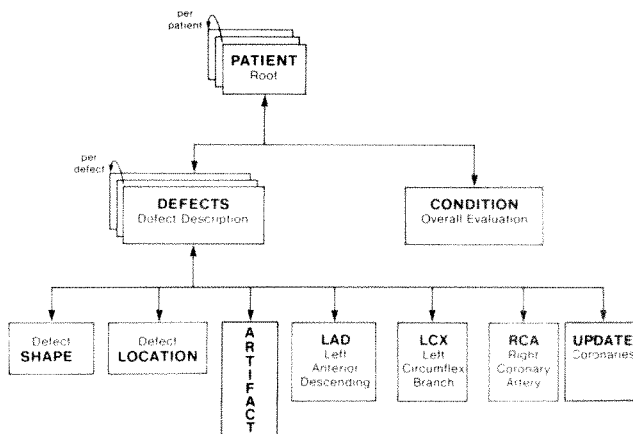 per
patient
PATIENT
Root
per
defect
DEFECTS
Defect Description
CONDITION
Overall Evaluation
Defect
SHAPE
Defect
LOCATION
ARTIFACT
LAD
Left
Anterior
Descending
LCX
Left
Circumflex
Branch
RCA
Right
Coronary
Artery
UPDATE
Coronaries